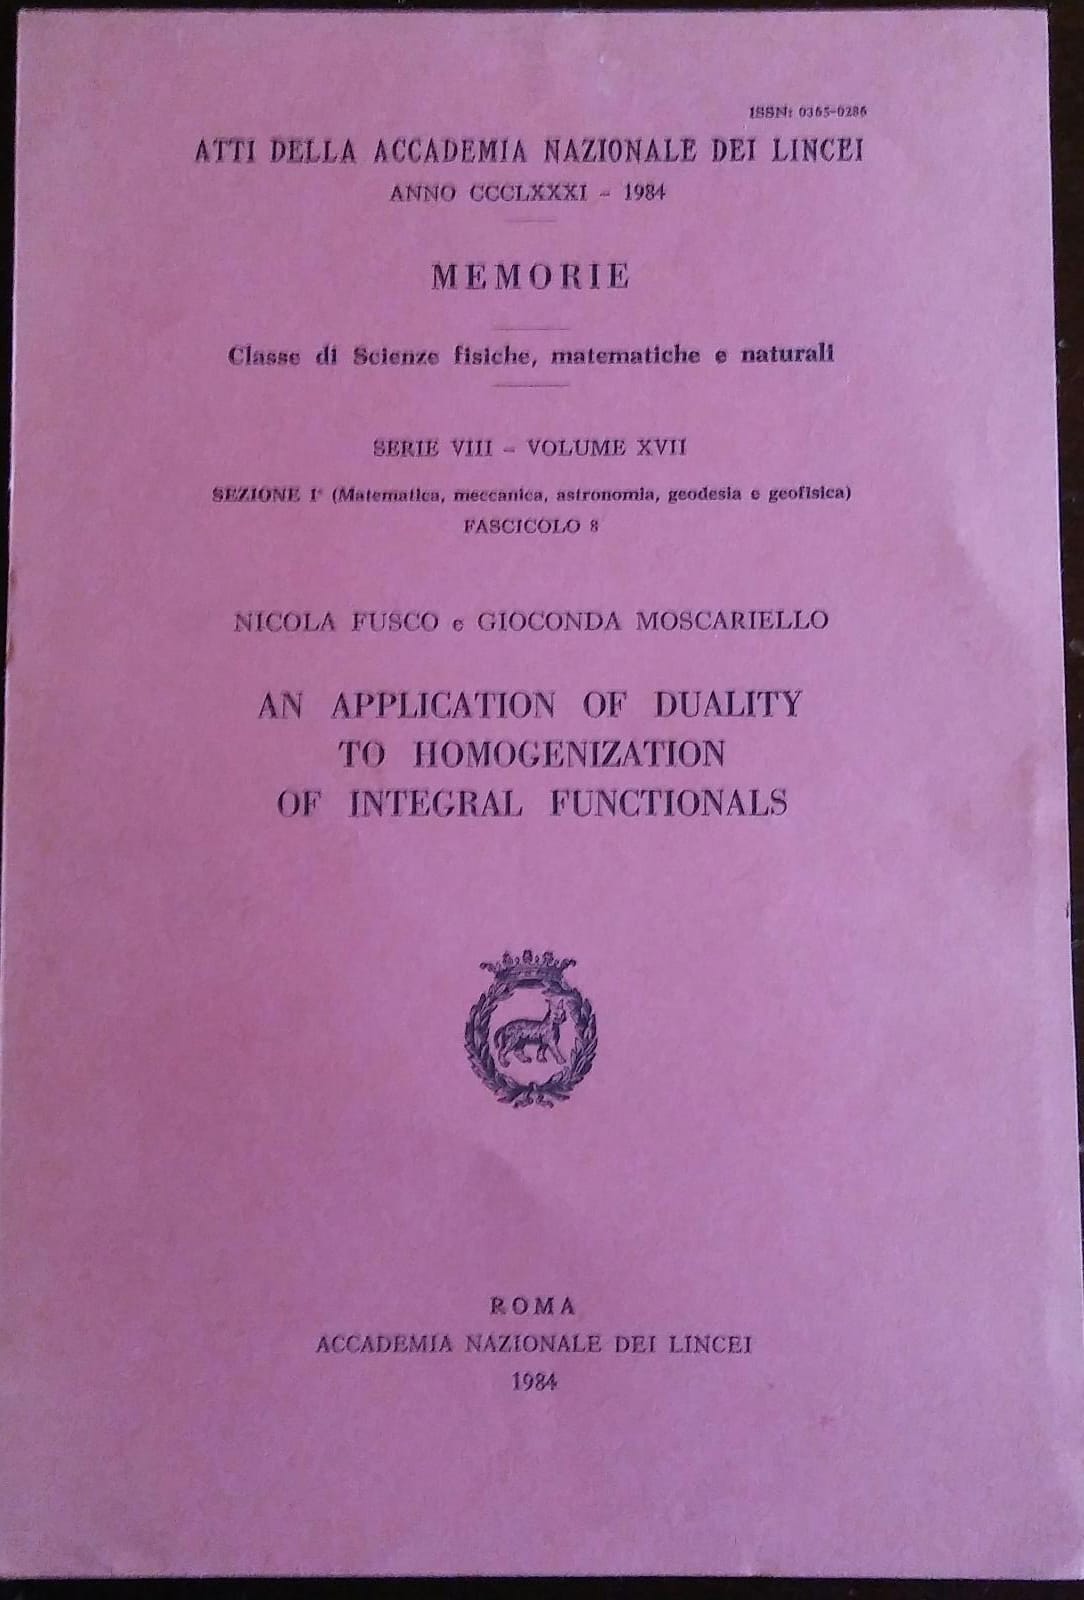 ISSN: 0365-0286
ATTI DELLA ACCADEMIA NAZIONALE DEI LINCEI
ANNO CCCLXXXI - 1984
MEMORIE
Classe di Scienze fisiche, matematiche e naturali
SERIE VIII - VOLUME XVII
SEZIONE Iª (Matematica, meccanica, astronomia, geodesia e geofisica)
FASCICOLO 8
NICOLA FUSCO e GIOCONDA MOSCARIELLO
AN APPLICATION OF DUALITY
TO HOMOGENIZATION
OF INTEGRAL FUNCTIONALS
ROMA
ACCADEMIA NAZIONALE DEI LINCEI
1984